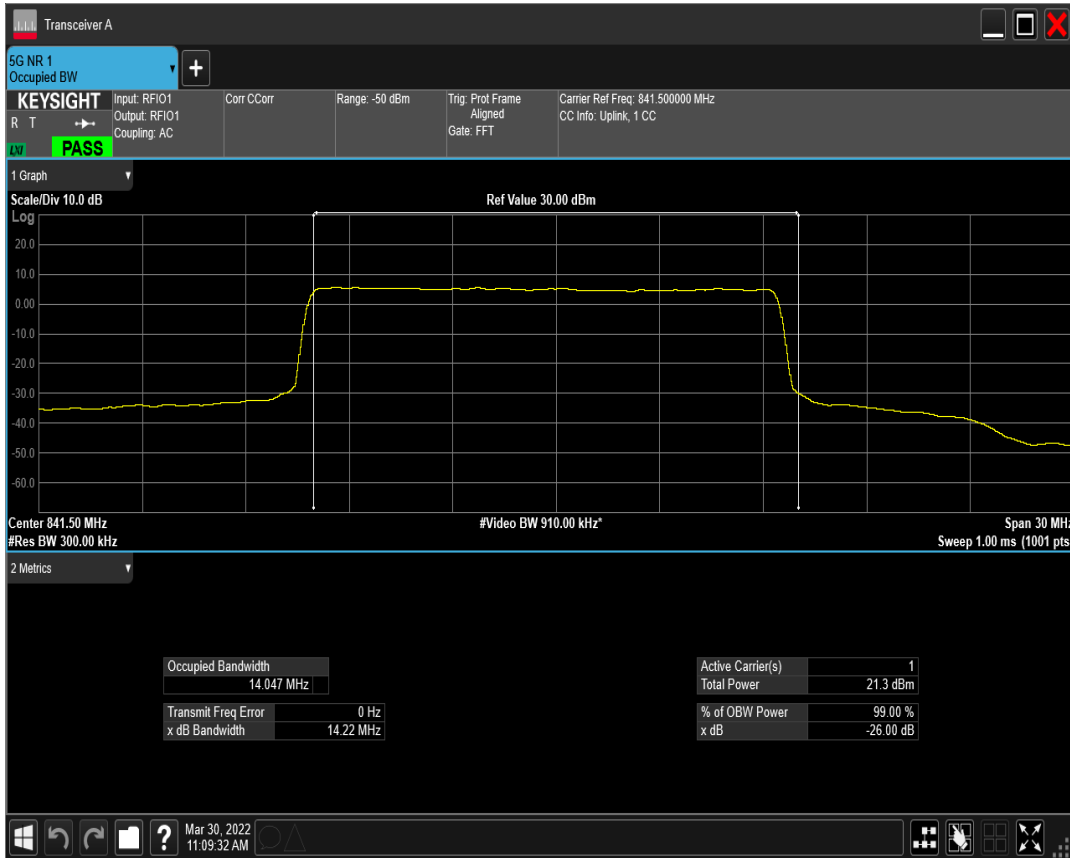 Transceiver A
5G NR 1
Occupied BW
KEYSIGHT
R T
LXI
PASS
Input: RFIO1
Output: RFIO1
Coupling: AC
Corr CCorr
Range: -50 dBm
Trig: Prot Frame
Aligned
Gate: FFT
Carrier Ref Freq: 841.500000 MHz
CC Info: Uplink, 1 CC
1 Graph
Scale/Div 10.0 dB
Ref Value 30.00 dBm
Log
20.0
10.0
0.00
-10.0
-20.0
-30.0
-40.0
-50.0
-60.0
Center 841.50 MHz
#Video BW 910.00 kHz*
Span 30 MHz
#Res BW 300.00 kHz
Sweep 1.00 ms (1001 pts
2 Metrics
Occupied Bandwidth
14.047 MHz
Transmit Freq Error 0 Hz
x dB Bandwidth 14.22 MHz
Active Carrier(s) 1
Total Power 21.3 dBm
% of OBW Power 99.00 %
x dB -26.00 dB
?
Mar 30, 2022
11:09:32 AM